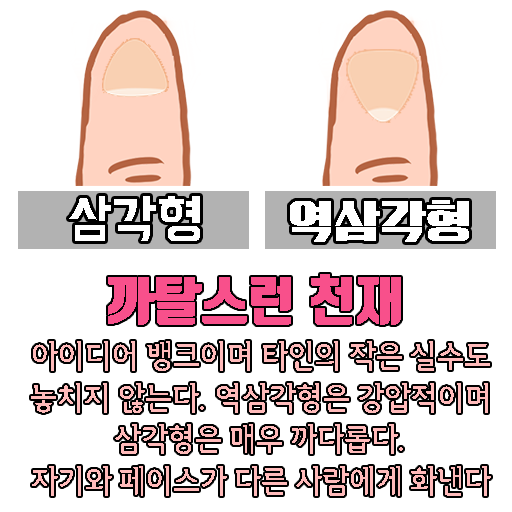 삼각형 역삼각형
까탈스런 천재
아이디어 뱅크이며 타인의 작은 실수도
놓치지 않는다. 역삼각형은 강압적이며
삼각형은 매우 까다롭다.
자기와 페이스가 다른 사람에게 화낸다